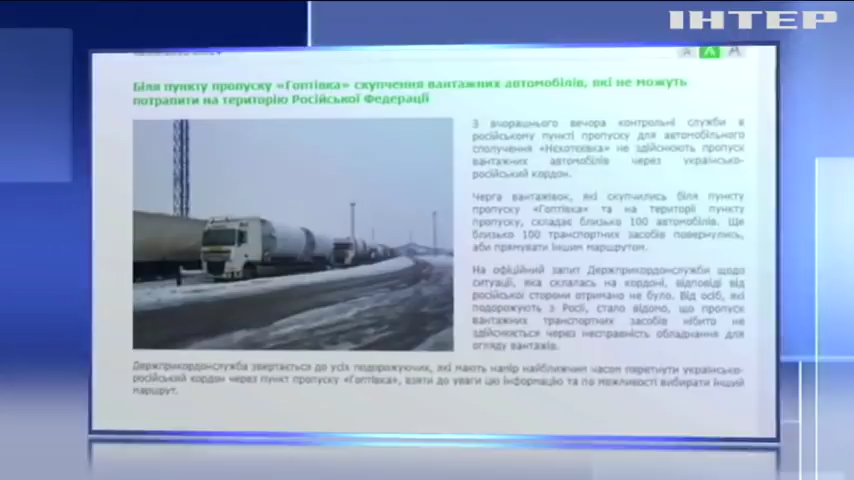 ІНТЕР
А А А
Біля пункту пропуску «Гоптівка» скупчення вантажних автомобілів, які не можуть
потрапити на територію Російської Федерації
З вчорашнього вечора контрольні служби в
російському пункті пропуску для автомобільного
сполучення «Нєхотєєвка» не здійснюють пропуск
вантажних автомобілів через українсько-
російський кордон.
Черга вантажівок, які скупчились біля пункту
пропуску «Гоптівка» та на території пункту
пропуску, складає близько 100 автомобілів. Ще
близько 100 транспортних засобів повернулись,
аби прямувати іншим маршрутом.
На офіційний запит Держприкордонслужби щодо
ситуації, яка склалась на кордоні, відповіді від
російської сторони отримано не було. Від осіб, які
подорожують з Росії, стало відомо, що пропуск
вантажних транспортних засобів нібито не
здійснюється через несправність обладнання для
огляду вантажів.
Держприкордонслужба звертається до усіх подорожуючих, які мають намір найближчим часом перетнути українсько-
російський кордон через пункт пропуску «Гоптівка», взяти до уваги цю інформацію та по можливості вибирати інший
маршрут.